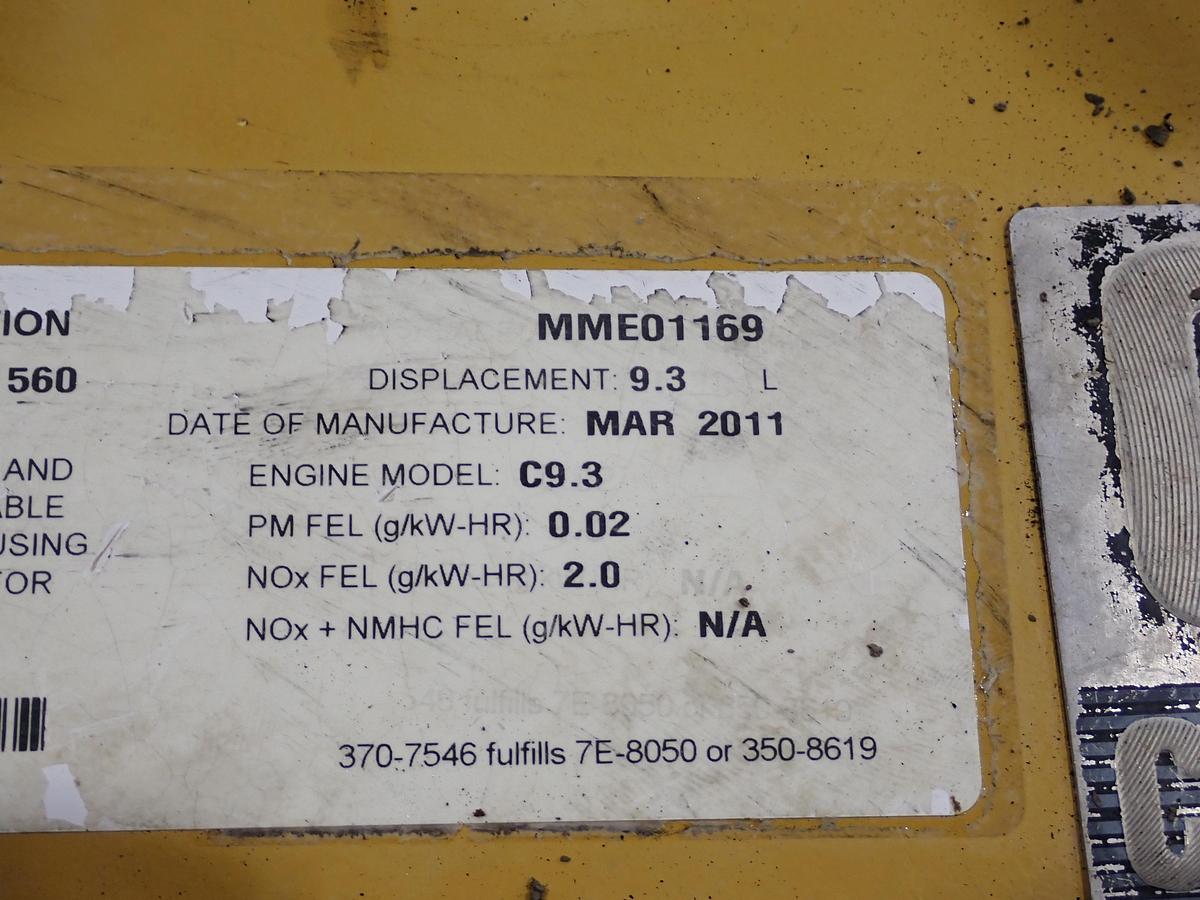 ION MME01169
560 DISPLACEMENT: 9.3 L
DATE OF MANUFACTURE: MAR 2011
AND ENGINE MODEL: C9.3
ABLE PM FEL (g/kW-HR): 0.02
USING NOx FEL (g/kW-HR): 2.0 N/A
TOR NOx + NMHC FEL (g/kW-HR): N/A
370-7546 fulfills 7E-8050 or 350-8619
C